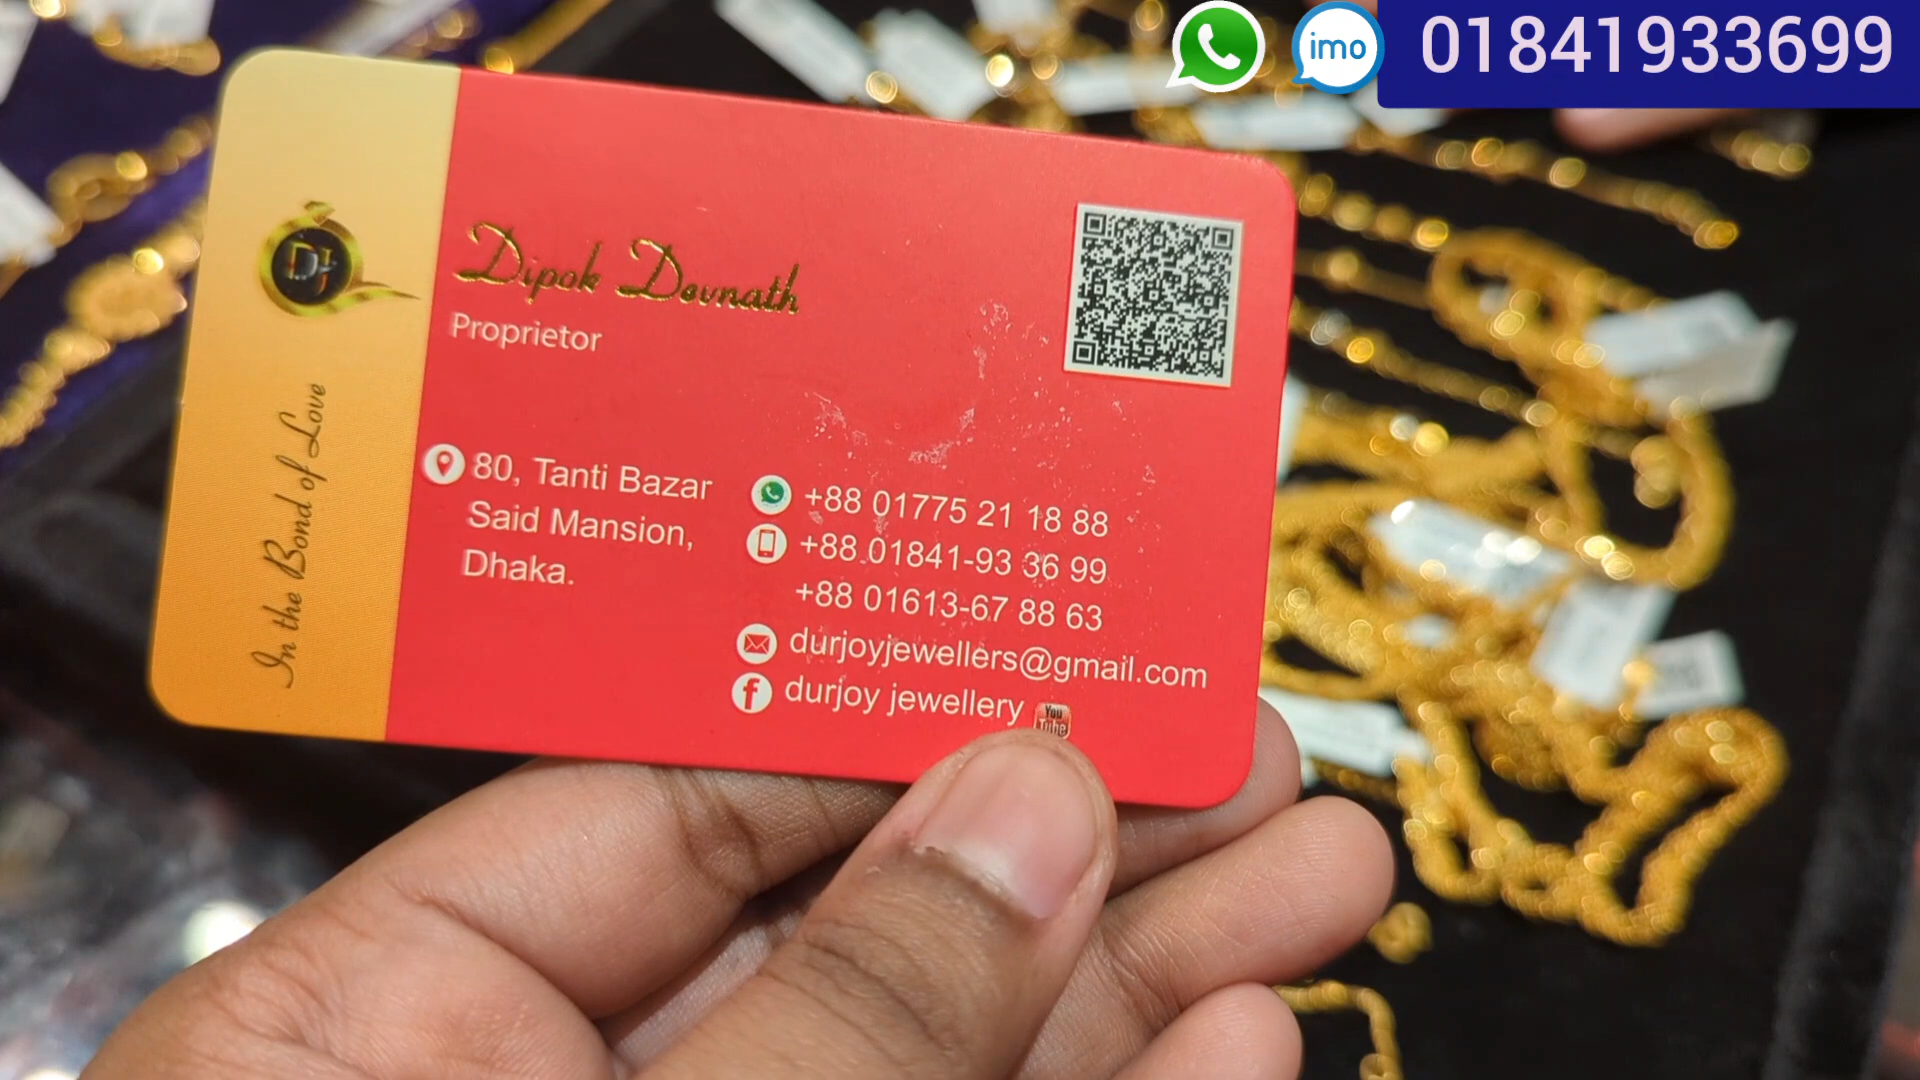 imo 01841933699
DJ
In the Bond of Love
Dipok Devnath
Proprietor
80, Tanti Bazar
Said Mansion,
Dhaka.
+88 01775 21 18 88
+88 01841-93 36 99
+88 01613-67 88 63
durjoyjewellers@gmail.com
f durjoy jewellery You Tube